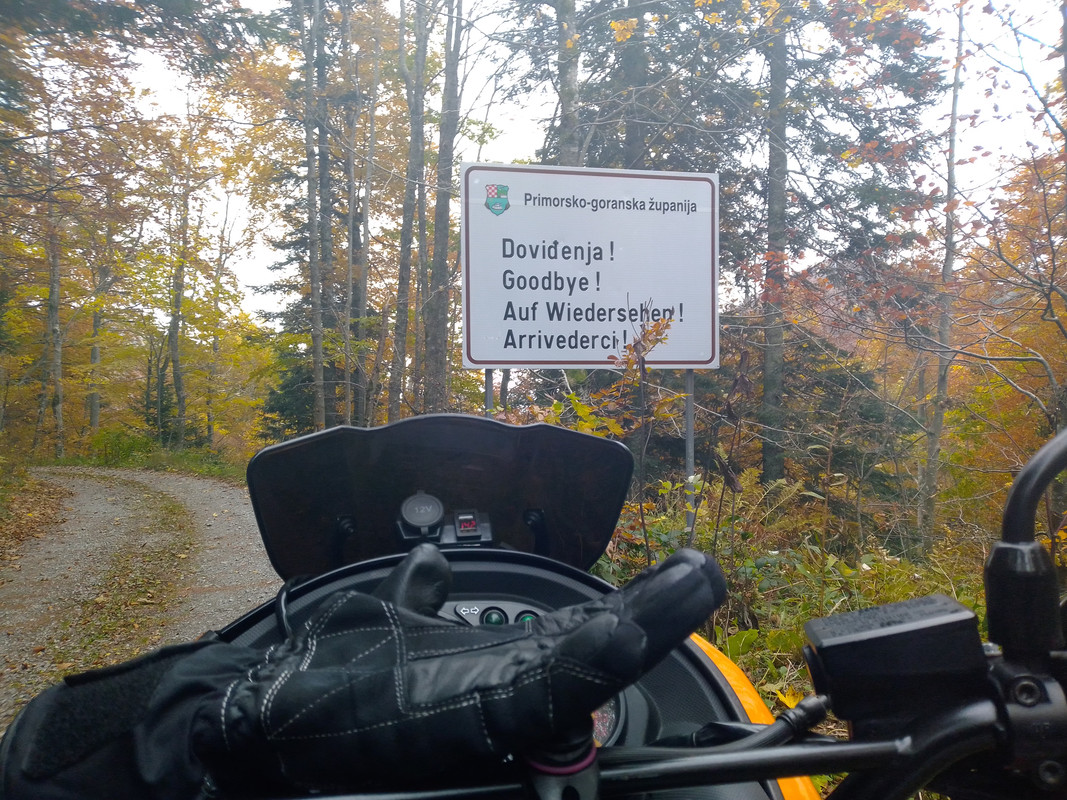 Primorsko-goranska županija
Doviđenja!
Goodbye!
Auf Wiedersehen!
Arrivederci!
12V